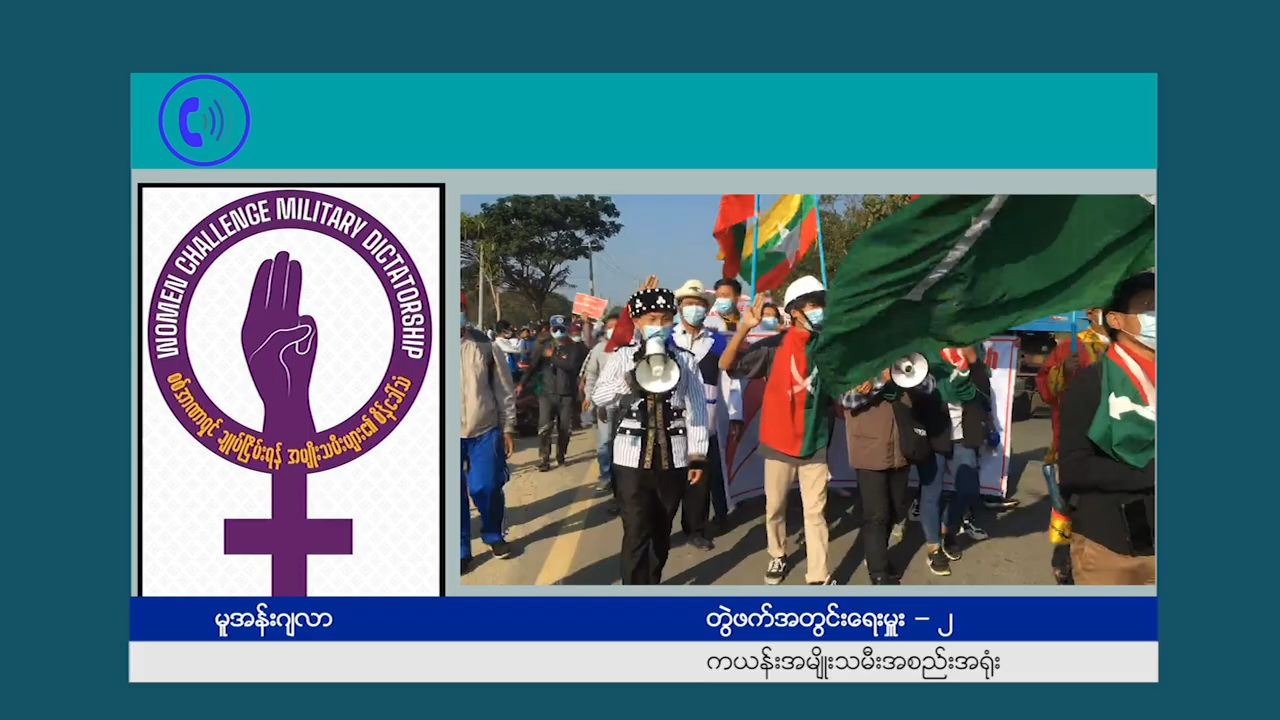 WOMEN CHALLENGE MILITARY DICTATORSHIP
စစ်အာဏာရှင် ချုပ်ငြိမ်းရန် အမျိုးသမီးများ၏ စိန်ခေါ်သံ
မူအန်းဂျလာ
တွဲဖက်အတွင်းရေးမှူး – ၂
ကယန်းအမျိုးသမီးအစည်းအရုံး